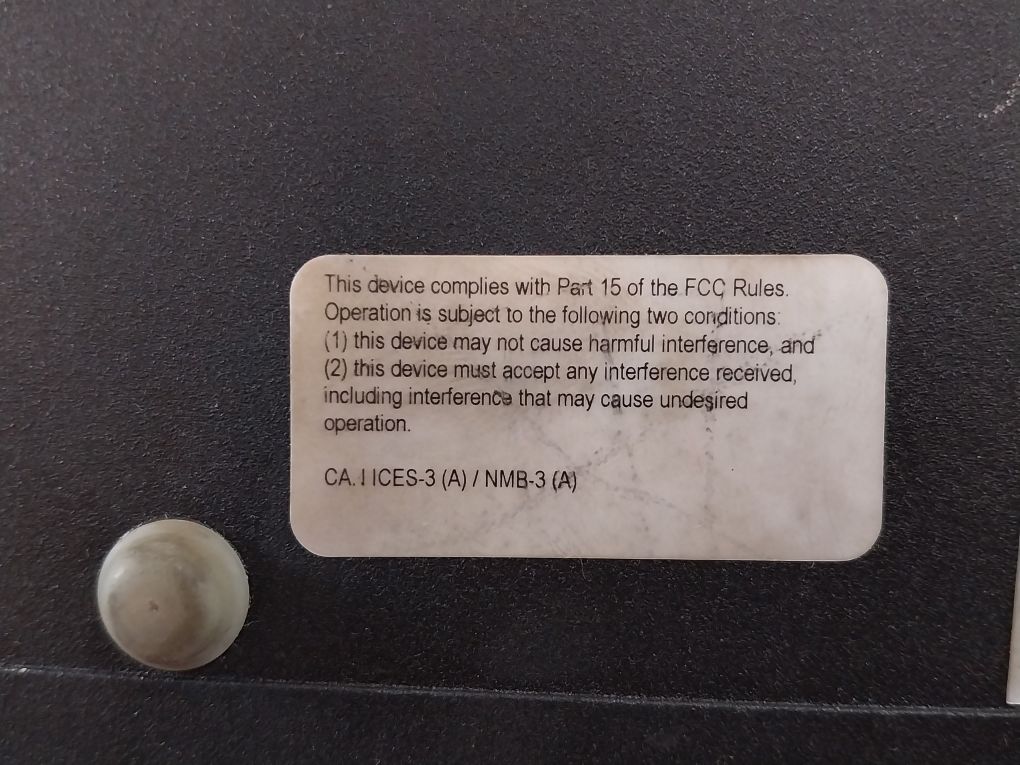 This device complies with Part 15 of the FCC Rules.
Operation is subject to the following two conditions:
(1) this device may not cause harmful interference, and
(2) this device must accept any interference received,
including interference that may cause undesired
operation.
ICES-3 (A) / NMB-3 (A)